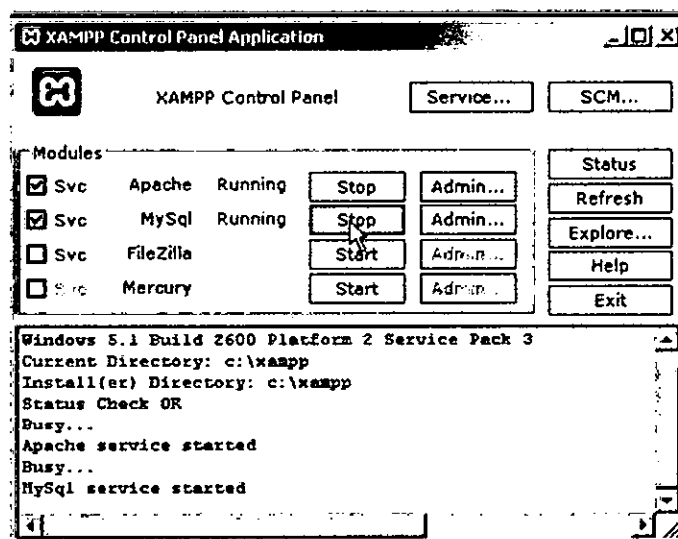 XAMPP Control Panel Application
XAMPP Control Panel
Service...
SCM...
Modules
Svc Apache Running Stop Admin...
Svc MySql Running Stop Admin...
Svc FileZilla Start Admin...
Svc Mercury Start Admin...
Status
Refresh
Explore...
Help
Exit
Windows 5.1 Build 2600 Platform 2 Service Pack 3
Current Directory: c:\xampp
Install(er) Directory: c:\xampp
Status Check OK
Busy...
Apache service started
Busy...
MySql service started